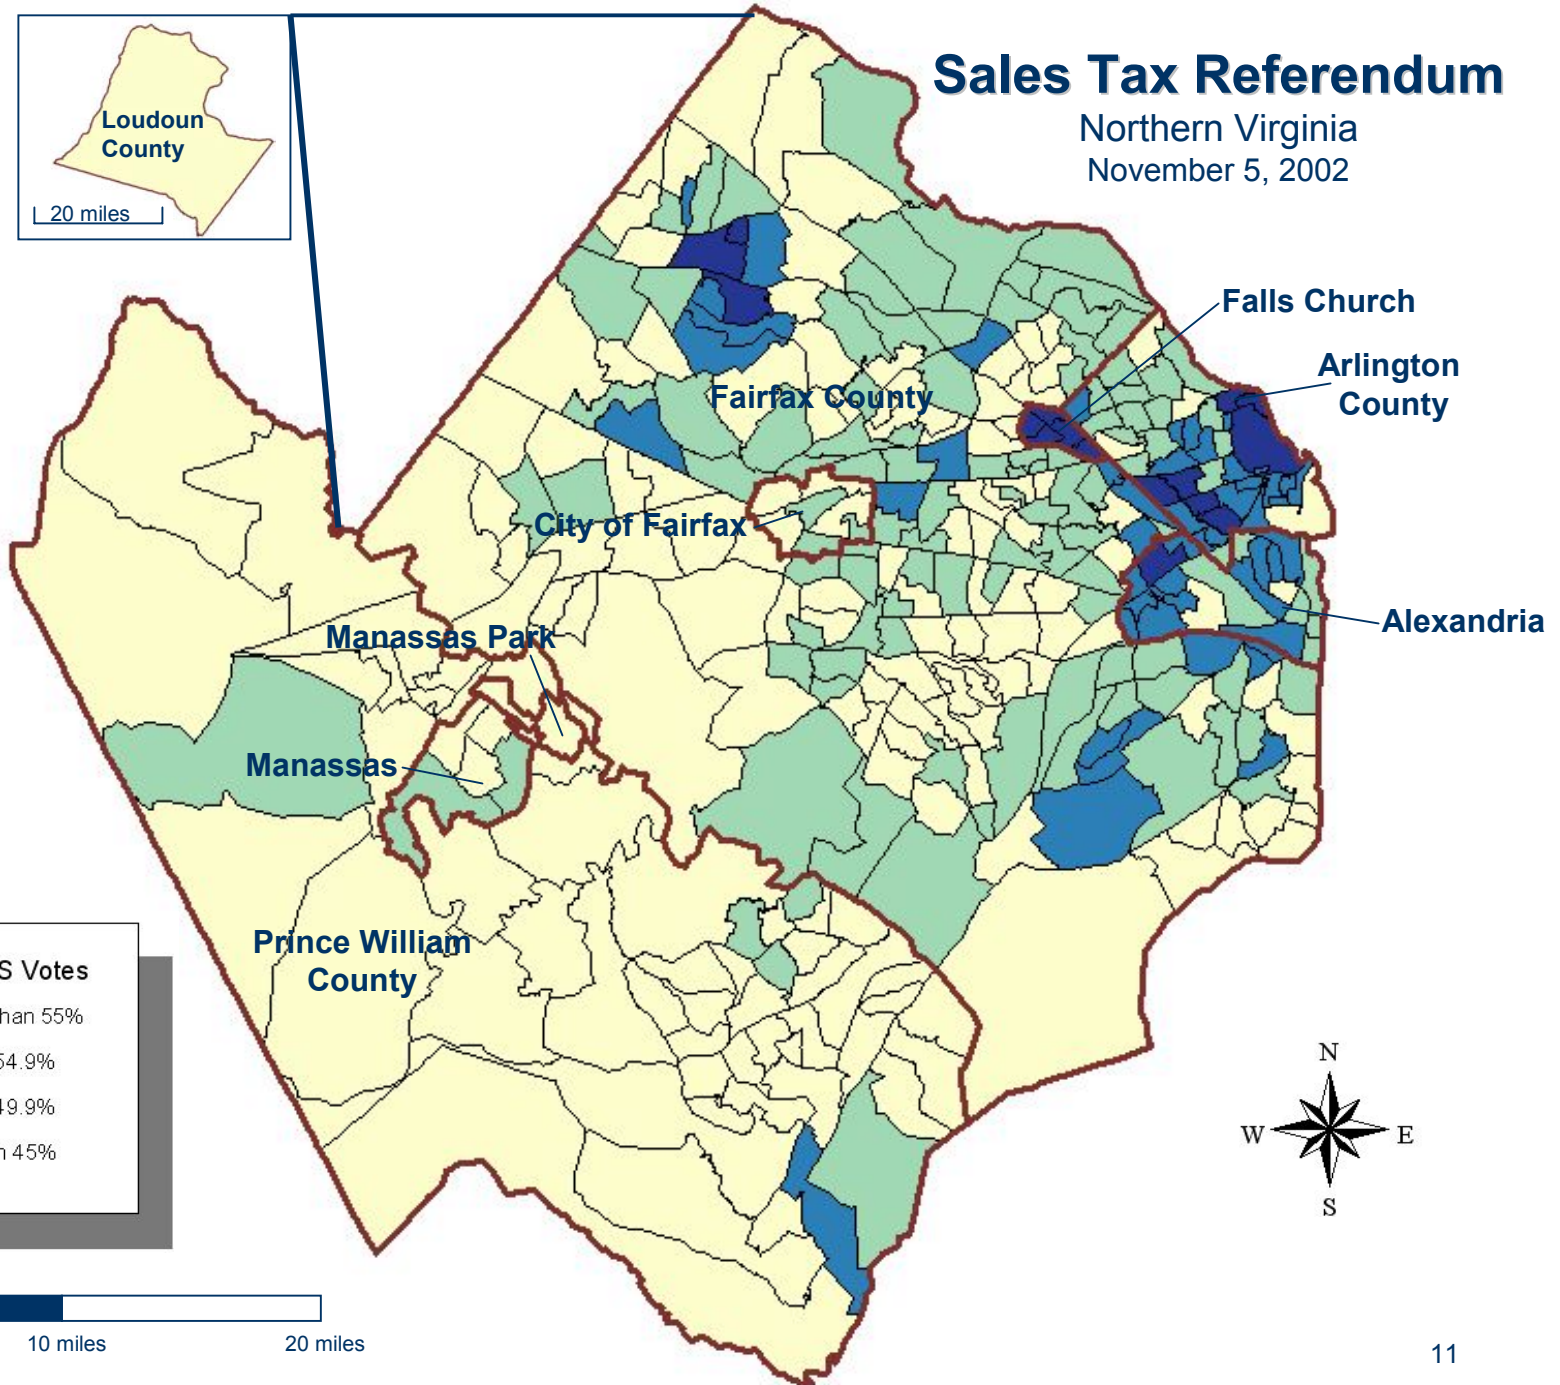 Sales Tax Referendum
Northern Virginia
November 5, 2002
Loudoun
County
20 miles
Falls Church
Arlington
County
Fairfax County
City of Fairfax
Alexandria
Manassas Park
Manassas
Prince William
County
S Votes
han 55%
54.9%
49.9%
n 45%
N
W
E
S
10 miles
20 miles
11